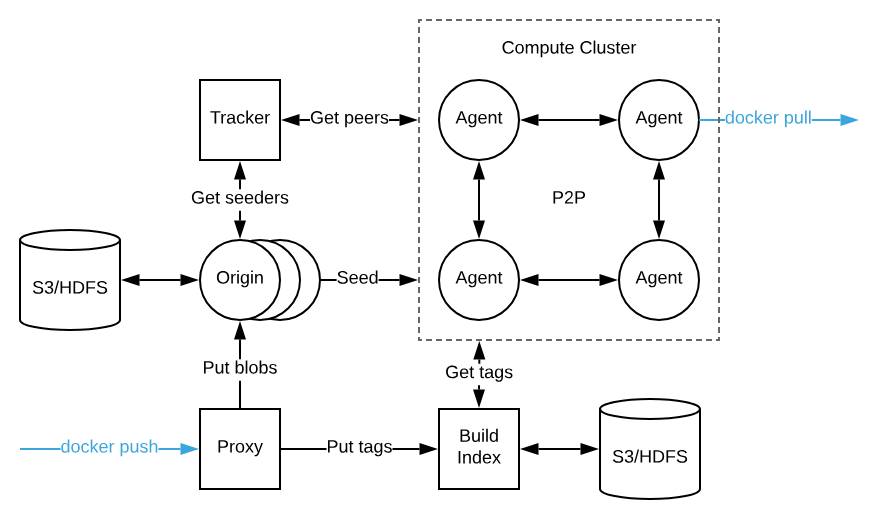 Compute Cluster
Tracker
Get peers
Agent
Agent
docker pull
Get seeders
P2P
S3/HDFS
Origin
Seed
Agent
Agent
Put blobs
Get tags
docker push
Proxy
Put tags
Build
Index
S3/HDFS